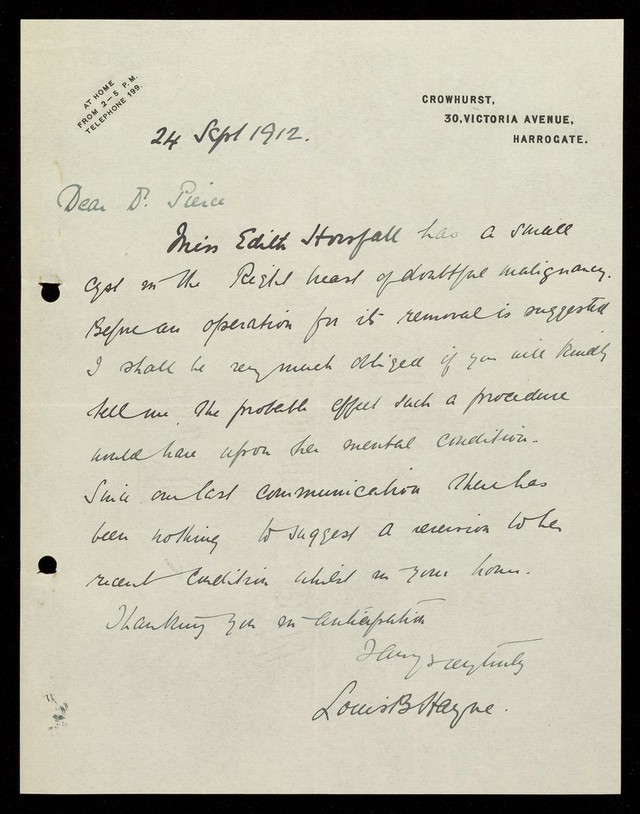 AT HOME
FROM 2–5 P.M.
TELEPHONE 199.
CROWHURST,
30, VICTORIA AVENUE,
HARROGATE.
24 Sept 1912.
Dear Dr. Pierce
Miss Edith Horsfall has a small
cyst in the Right breast of doubtful malignancy.
Before an operation for its removal is suggested
I shall be very much obliged if you will kindly
tell me the probable effect such a procedure
would have upon her mental condition.
Since our last communication there has
been nothing to suggest a reversion to her
recent condition whilst in your home.
Thanking you in anticipation
I am yours very truly
Louis B Hayne.